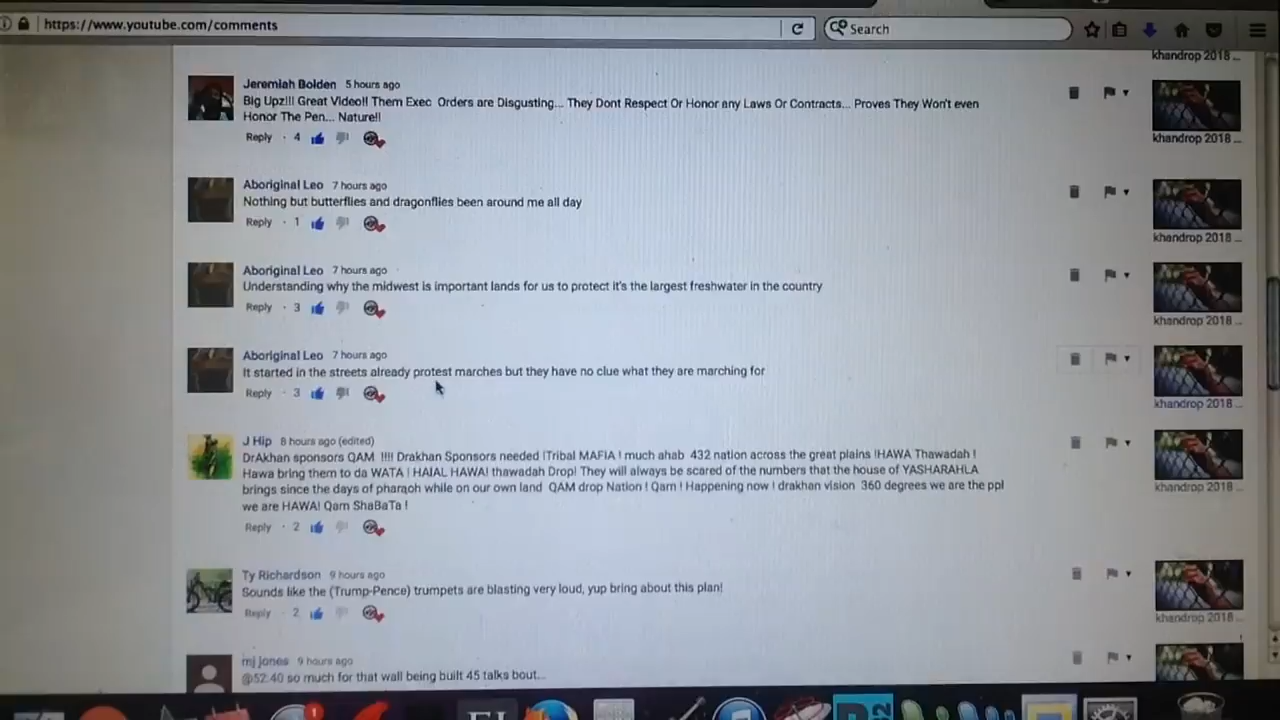 https://www.youtube.com/comments
Search
khandrop 2018 ...
Jeremiah Bolden 5 hours ago
Big Upz!!! Great Video!! Them Exec Orders are Disgusting... They Dont Respect Or Honor any Laws Or Contracts... Proves They Won't even
Honor The Pen... Nature!!
Reply · 4
khandrop 2018 ...
Aboriginal Leo 7 hours ago
Nothing but butterflies and dragonflies been around me all day
Reply · 1
khandrop 2018 ...
Aboriginal Leo 7 hours ago
Understanding why the midwest is important lands for us to protect it's the largest freshwater in the country
Reply · 3
khandrop 2018 ...
Aboriginal Leo 7 hours ago
It started in the streets already protest marches but they have no clue what they are marching for
Reply · 3
khandrop 2018 ...
J Hip 8 hours ago (edited)
DrAkhan sponsors QAM !!!! Drakhan Sponsors needed !Tribal MAFIA ! much ahab 432 nation across the great plains !HAWA Thawadah !
Hawa bring them to da WATA ! HAIAL HAWA! thawadah Drop! They will always be scared of the numbers that the house of YASHARAHLA
brings since the days of pharaoh while on our own land QAM drop Nation ! Qam ! Happening now ! drakhan vision 360 degrees we are the ppl
we are HAWA! Qam ShaBaTa !
Reply · 2
khandrop 2018 ...
Ty Richardson 9 hours ago
Sounds like the (Trump-Pence) trumpets are blasting very loud, yup bring about this plan!
Reply · 2
khandrop 2018 ...
mj jones 9 hours ago
@52:40 so much for that wall being built 45 talks bout...